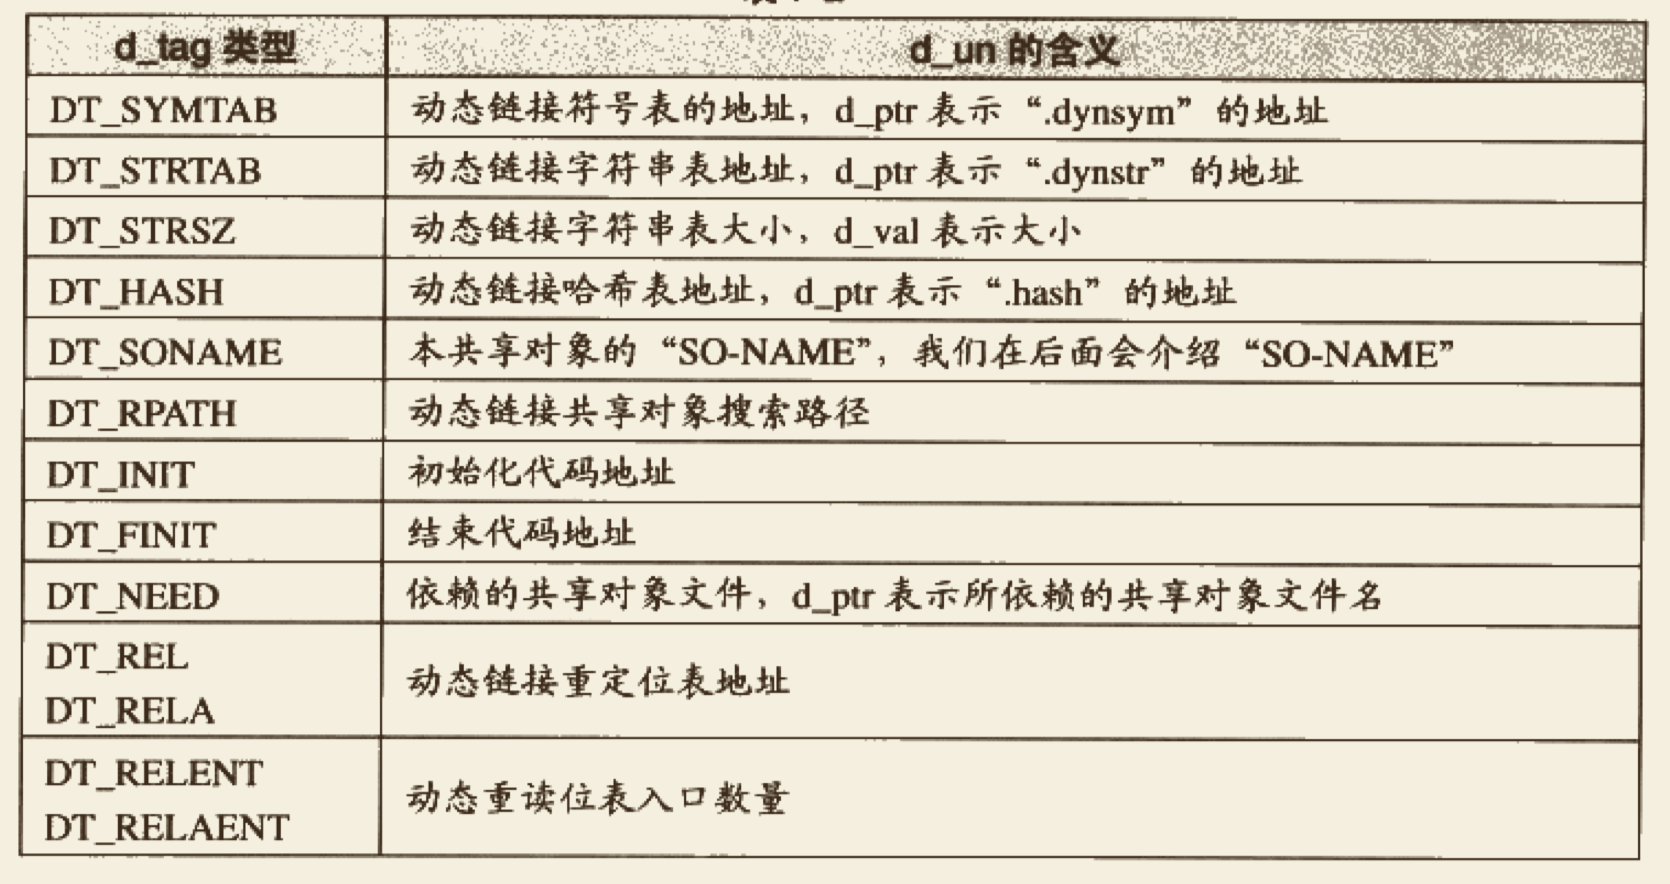 d_tag 类型 d_un 的含义
DT_SYMTAB 动态链接符号表的地址，d_ptr 表示“.dynsym”的地址
DT_STRTAB 动态链接字符串表地址，d_ptr 表示“.dynstr”的地址
DT_STRSZ 动态链接字符串表大小，d_val 表示大小
DT_HASH 动态链接哈希表地址，d_ptr 表示“.hash”的地址
DT_SONAME 本共享对象的“SO-NAME”，我们在后面会介绍“SO-NAME”
DT_RPATH 动态链接共享对象搜索路径
DT_INIT 初始化代码地址
DT_FINIT 结束代码地址
DT_NEED 依赖的共享对象文件，d_ptr 表示所依赖的共享对象文件名
DT_REL
DT_RELA
动态链接重定位表地址
DT_RELENT
DT_RELAENT
动态重读位表入口数量